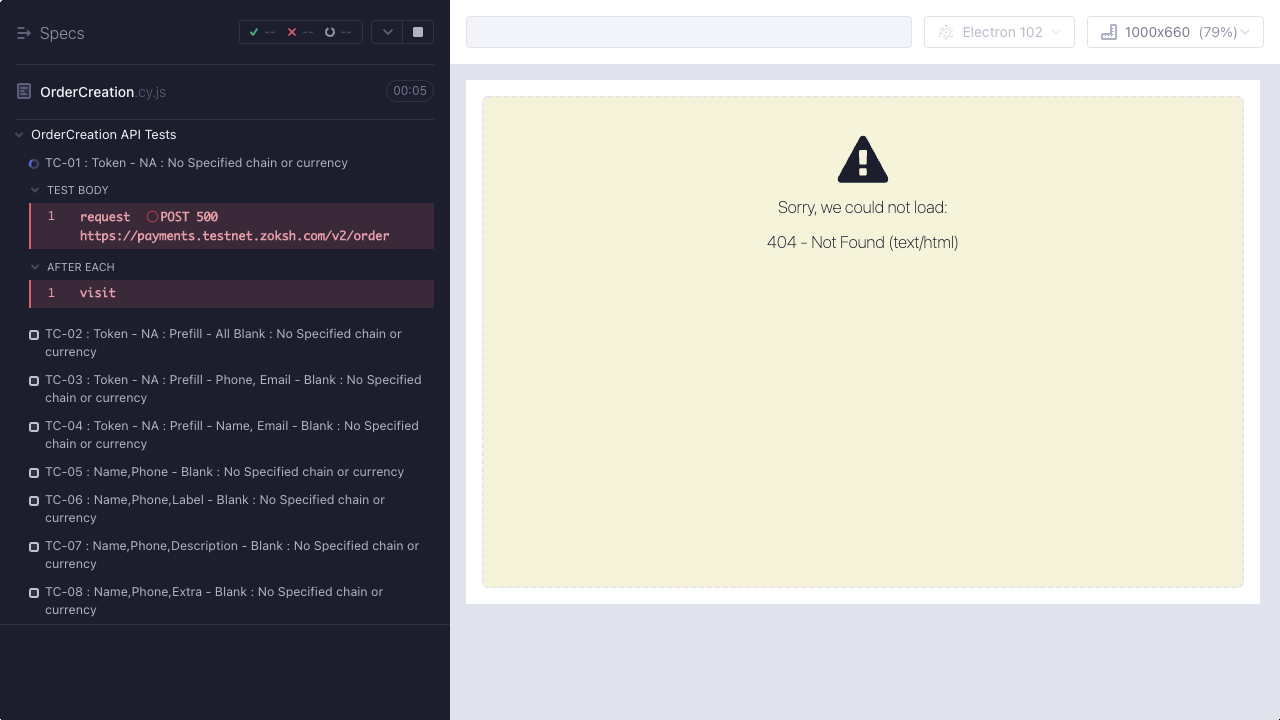 Specs
-- -- --
Electron 102
1000x660 (79%)
OrderCreation.cy.js
00:05
OrderCreation API Tests
TC-01 : Token - NA : No Specified chain or currency
TEST BODY
1 request POST 500
https://payments.testnet.zoksh.com/v2/order
AFTER EACH
1 visit
TC-02 : Token - NA : Prefill - All Blank : No Specified chain or
currency
TC-03 : Token - NA : Prefill - Phone, Email - Blank : No Specified
chain or currency
TC-04 : Token - NA : Prefill - Name, Email - Blank : No Specified
chain or currency
TC-05 : Name,Phone - Blank : No Specified chain or currency
TC-06 : Name,Phone,Label - Blank : No Specified chain or
currency
TC-07 : Name,Phone,Description - Blank : No Specified chain or
currency
TC-08 : Name,Phone,Extra - Blank : No Specified chain or
currency
Sorry, we could not load:
404 - Not Found (text/html)